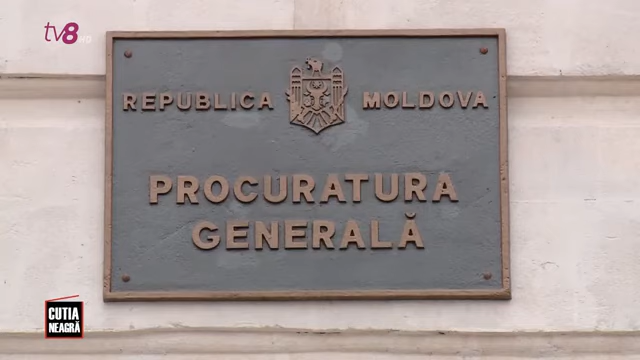 tv8
REPUBLICA MOLDOVA
PROCURATURA
GENERALĂ
CUTIA
NEAGRĂ